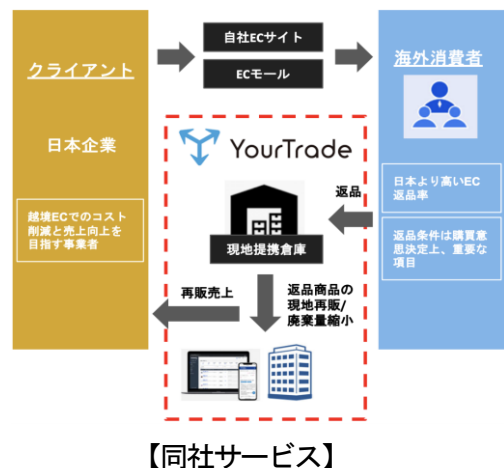 自社ECサイト
ECモール
クライアント
日本企業
越境ECでのコスト
削減と売上向上を
目指す事業者
海外消費者
日本より高いEC
返品率
返品条件は購買意
思決定上、重要な
項目
YourTrade
返品
現地提携倉庫
再販売上
返品商品の
現地再販/
廃棄量縮小
【同社サービス】